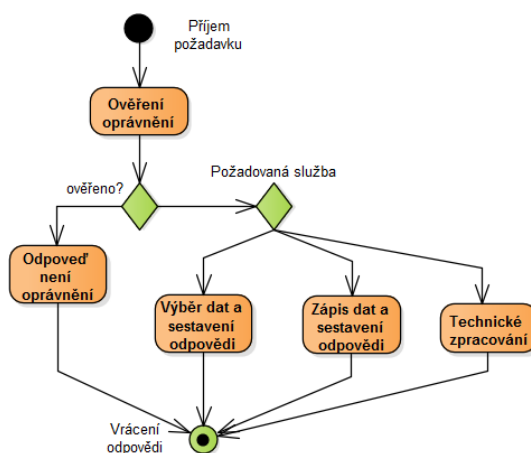 Příjem
požadavku
Ověření
oprávnění
ověřeno?
Požadovaná služba
Odpoveď
není
oprávnění
Výběr dat a
sestavení
odpovědi
Zápis dat a
sestavení
odpovědi
Technické
zpracování
Vrácení
odpovědi